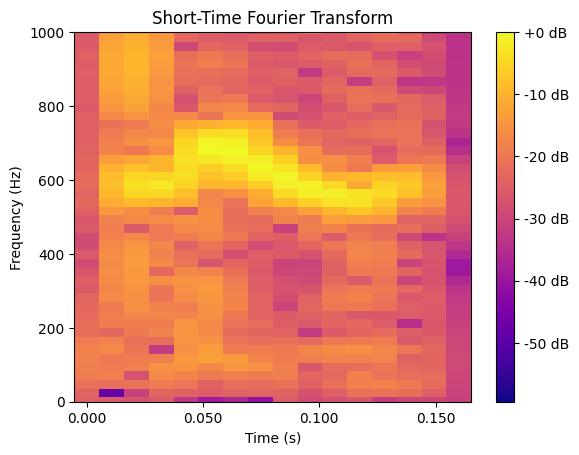 Short-Time Fourier Transform
1000
800
600
400
200
0
Frequency (Hz)
0.000
0.050
0.100
0.150
Time (s)
+0 dB
-10 dB
-20 dB
-30 dB
-40 dB
-50 dB